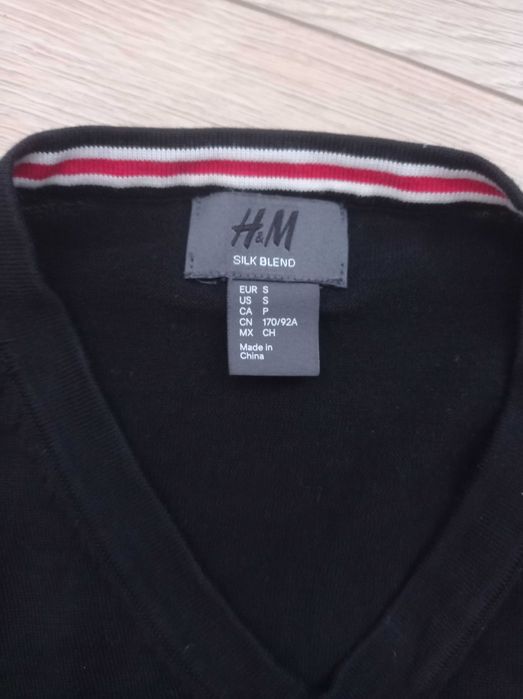 H&M
SILK BLEND
EUR S
US S
CA P
CN 170/92A
MX CH
Made in
China